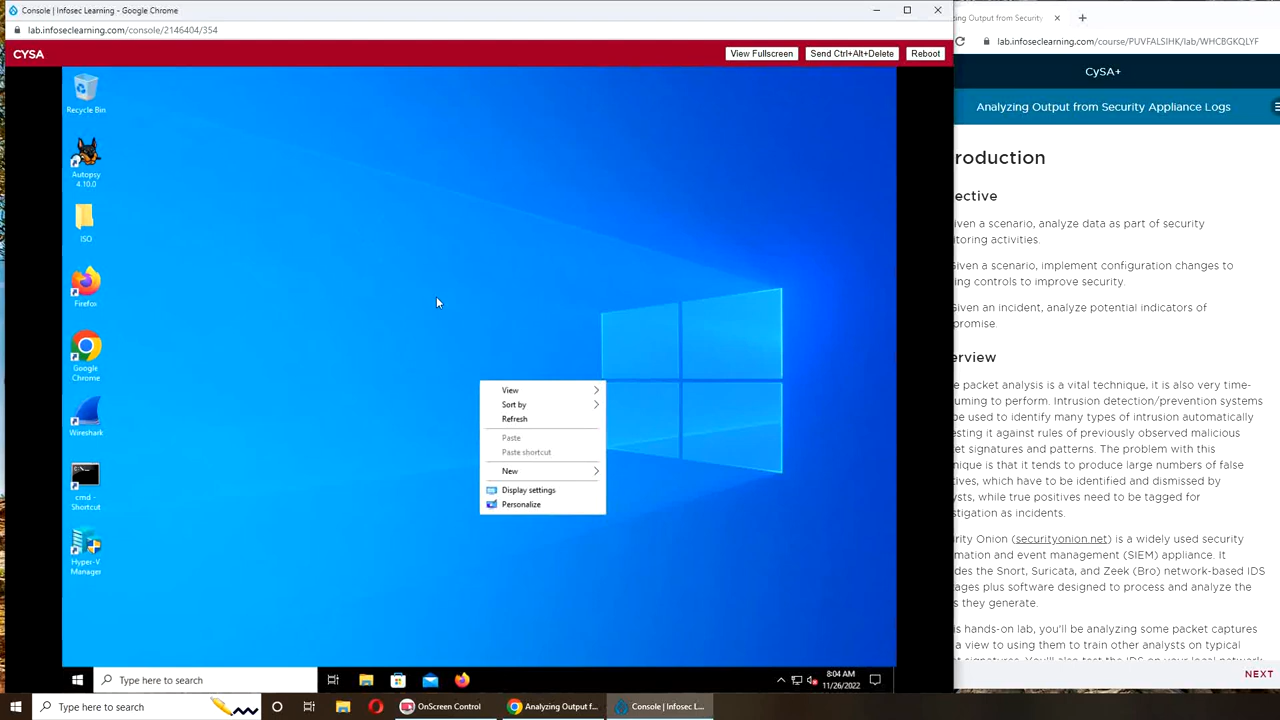 Console | Infosec Learning - Google Chrome
lab.infoseclearning.com/console/2146404/354
CYSA
View Fullscreen
Send Ctrl+Alt+Delete
Reboot
Recycle Bin
Autopsy
4.10.0
ISO
Firefox
Google
Chrome
Wireshark
cmd -
Shortcut
Hyper-V
Manager
View
Sort by
Refresh
Paste
Paste shortcut
New
Display settings
Personalize
Type here to search
8:04 AM
11/26/2022
zing Output from Security
lab.infoseclearning.com/course/PUVFALSIHK/lab/WHCBGKQLYF
CySA+
Analyzing Output from Security Appliance Logs
roduction
ective
iven a scenario, analyze data as part of security
itoring activities.
Given a scenario, implement configuration changes to
ing controls to improve security.
Given an incident, analyze potential indicators of
promise.
erview
e packet analysis is a vital technique, it is also very time-
uming to perform. Intrusion detection/prevention systems
be used to identify many types of intrusion automatically
esting it against rules of previously observed malicious
et signatures and patterns. The problem with this
nique is that it tends to produce large numbers of false
tives, which have to be identified and dismissed by
ysts, while true positives need to be tagged for
stigation as incidents.
urity Onion (securityonion.net) is a widely used security
mation and event management (SIEM) appliance. It
des the Snort, Suricata, and Zeek (Bro) network-based IDS
ages plus software designed to process and analyze the
s they generate.
is hands-on lab, you'll be analyzing some packet captures
a view to using them to train other analysts on typical
NEXT
Type here to search
OnScreen Control
Analyzing Output f...
Console | Infosec L...